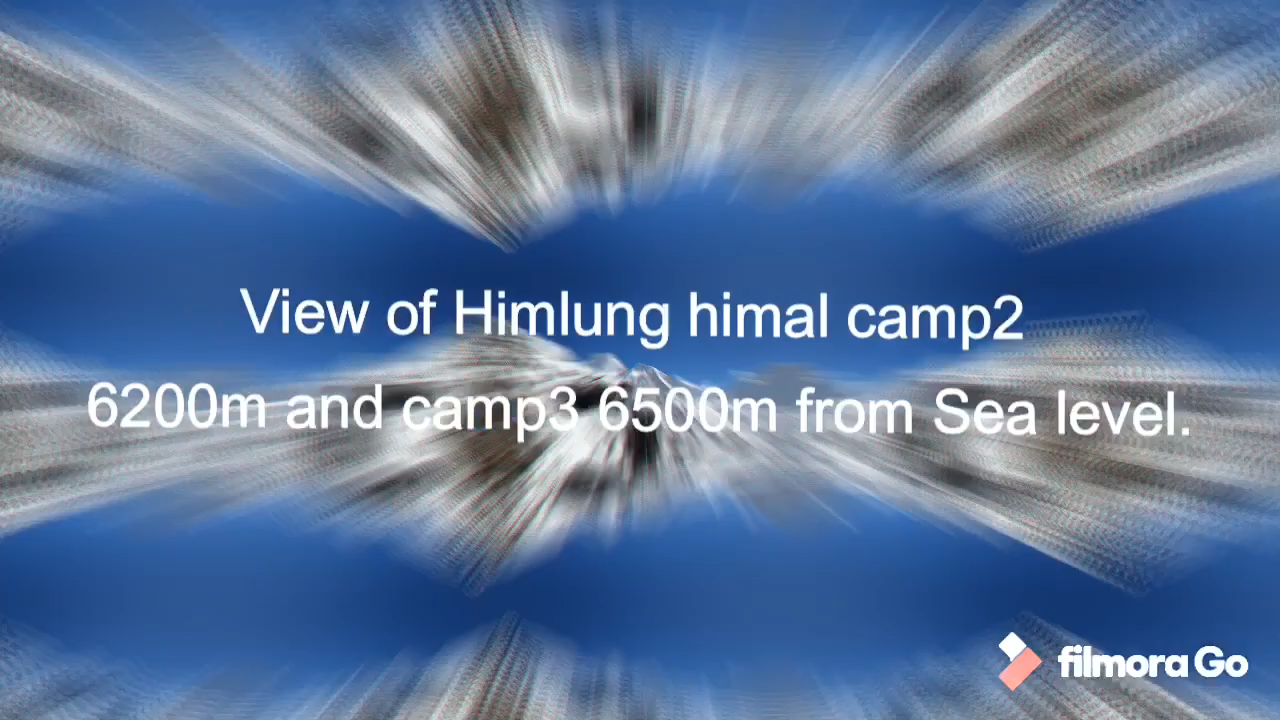 View of Himlung himal camp2
6200m and camp3 6500m from Sea level.
filmora Go